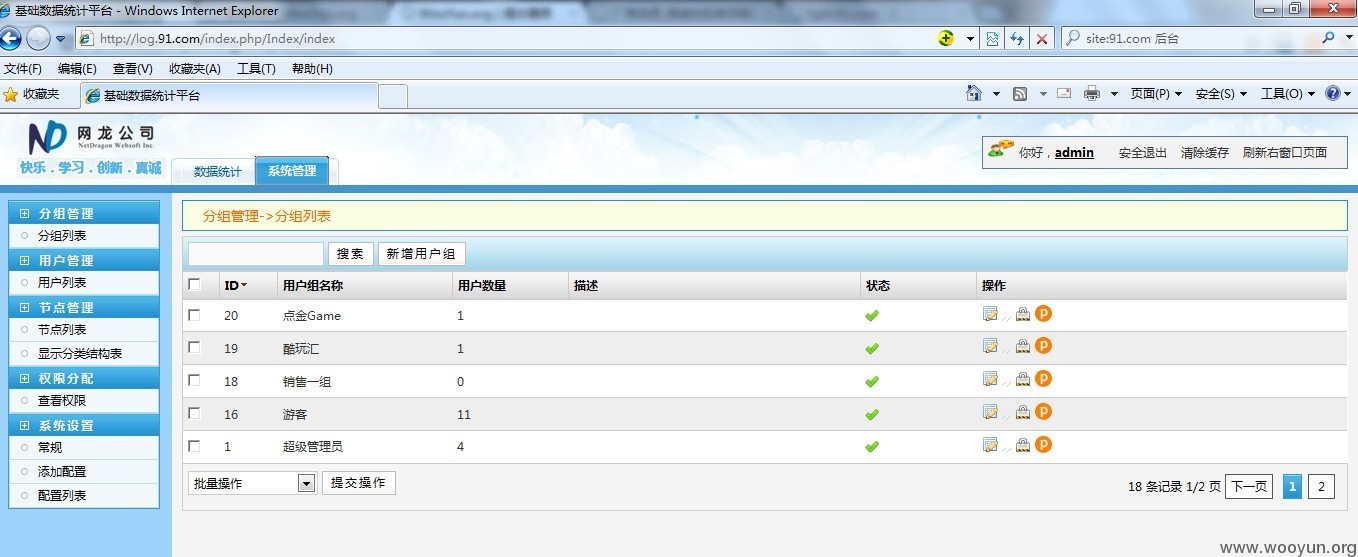 基础数据统计平台 - Windows Internet Explorer
http://log.91.com/index.php/Index/index
site:91.com 后台
文件(F) 编辑(E) 查看(V) 收藏夹(A) 工具(T) 帮助(H)
收藏夹 基础数据统计平台 页面(P) 安全(S) 工具(O)
ND 网龙公司
NetDragon Websoft Inc.
快乐.学习.创新.真诚
数据统计 系统管理
你好，admin 安全退出 清除缓存 刷新右窗口页面
分组管理
分组列表
用户管理
用户列表
节点管理
节点列表
显示分类结构表
权限分配
查看权限
系统设置
常规
添加配置
配置列表
分组管理->分组列表
搜索 新增用户组
ID 用户组名称 用户数量 描述 状态 操作
20 点金Game 1 P
19 酷玩汇 1 P
18 销售一组 0 P
16 游客 11 P
1 超级管理员 4 P
批量操作 提交操作
18 条记录 1/2 页 下一页 1 2
www.wooyun.org